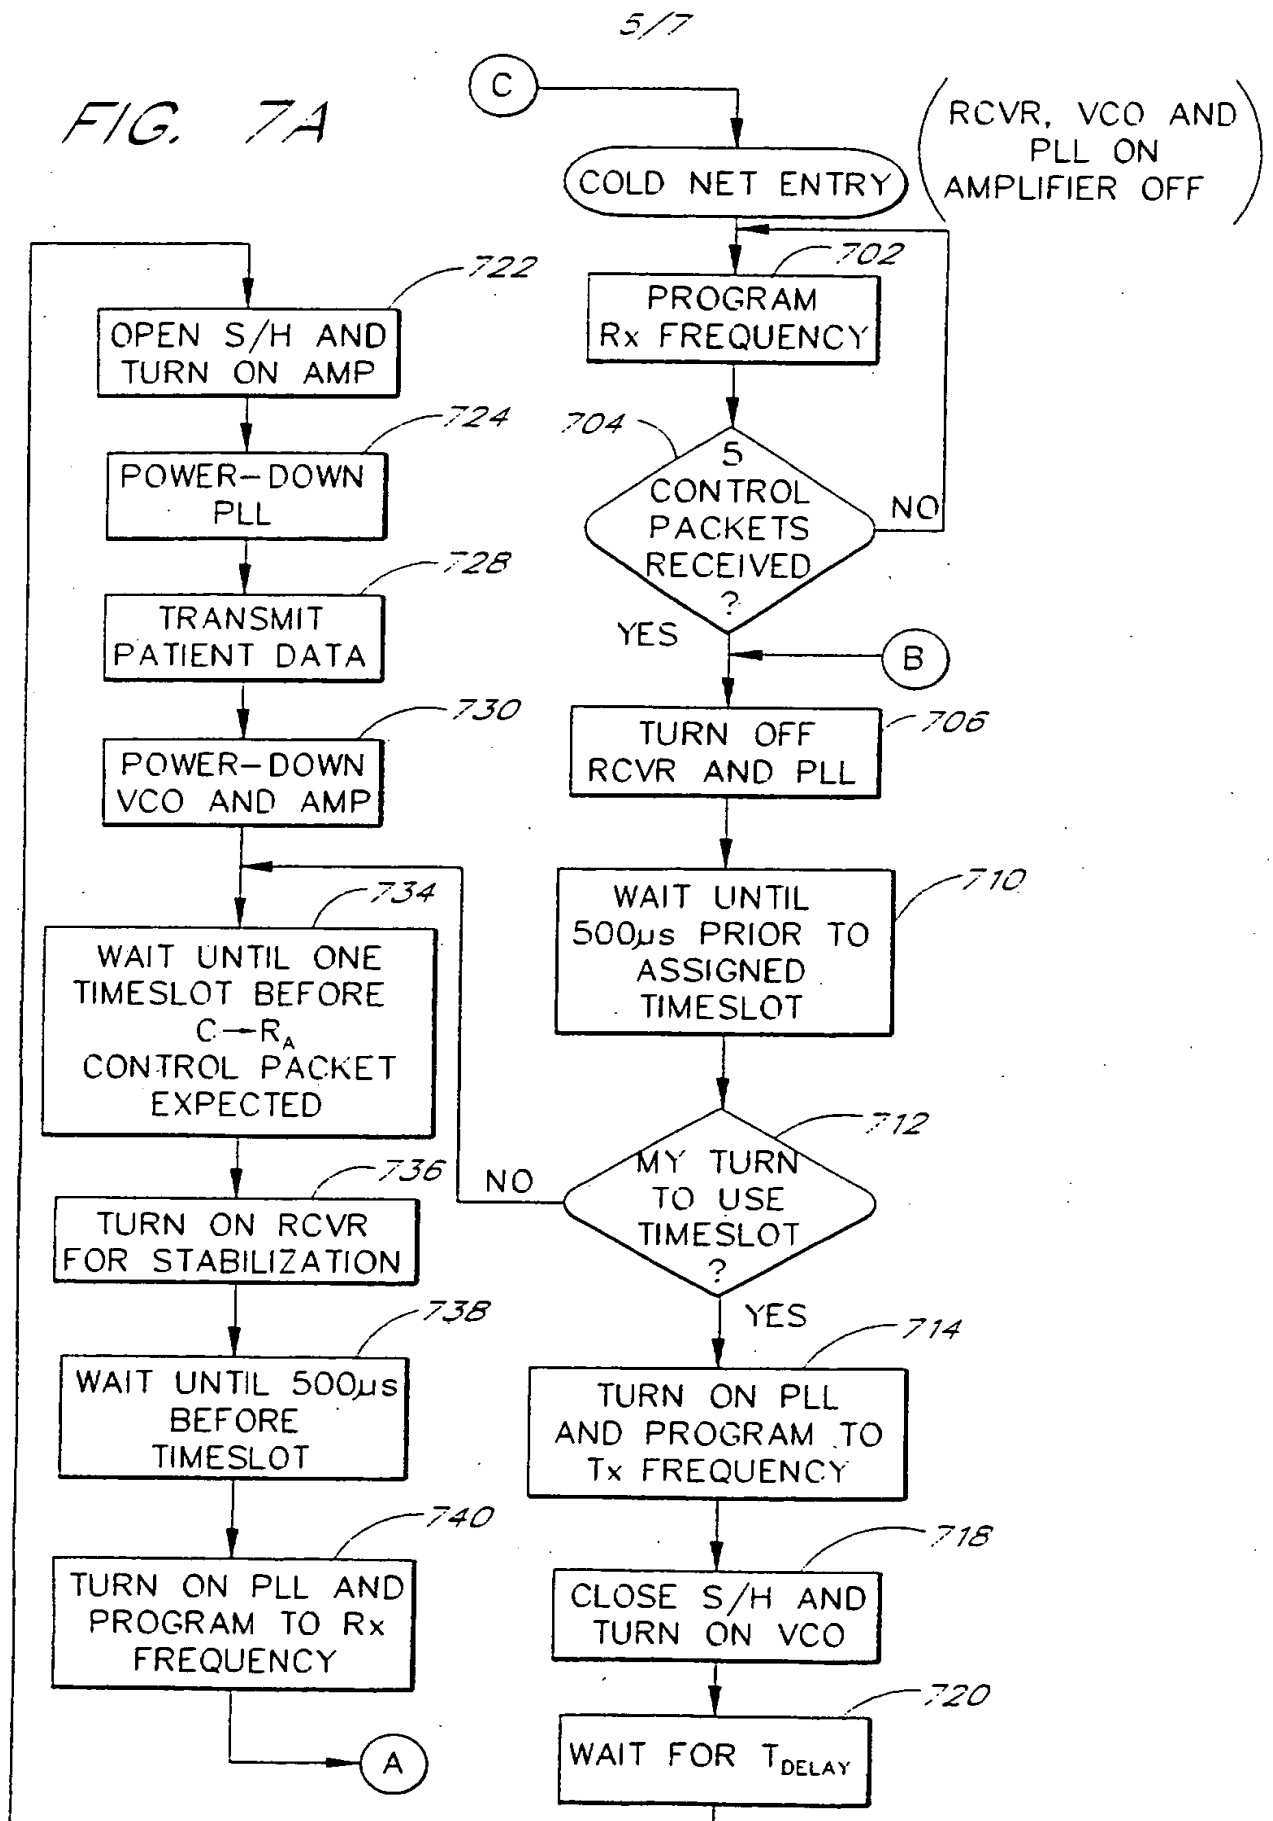 5/7
FIG. 7A
C
COLD NET ENTRY
RCVR, VCO AND
PLL ON
AMPLIFIER OFF
702
PROGRAM
Rx FREQUENCY
704
5
CONTROL
PACKETS
RECEIVED
?
NO
YES
B
706
TURN OFF
RCVR AND PLL
710
WAIT UNTIL
500µs PRIOR TO
ASSIGNED
TIMESLOT
712
MY TURN
TO USE
TIMESLOT
?
NO
YES
714
TURN ON PLL
AND PROGRAM TO
Tx FREQUENCY
718
CLOSE S/H AND
TURN ON VCO
720
WAIT FOR TDELAY
722
OPEN S/H AND
TURN ON AMP
724
POWER-DOWN
PLL
728
TRANSMIT
PATIENT DATA
730
POWER-DOWN
VCO AND AMP
734
WAIT UNTIL ONE
TIMESLOT BEFORE
C→RA
CONTROL PACKET
EXPECTED
736
TURN ON RCVR
FOR STABILIZATION
738
WAIT UNTIL 500µs
BEFORE
TIMESLOT
740
TURN ON PLL AND
PROGRAM TO Rx
FREQUENCY
A